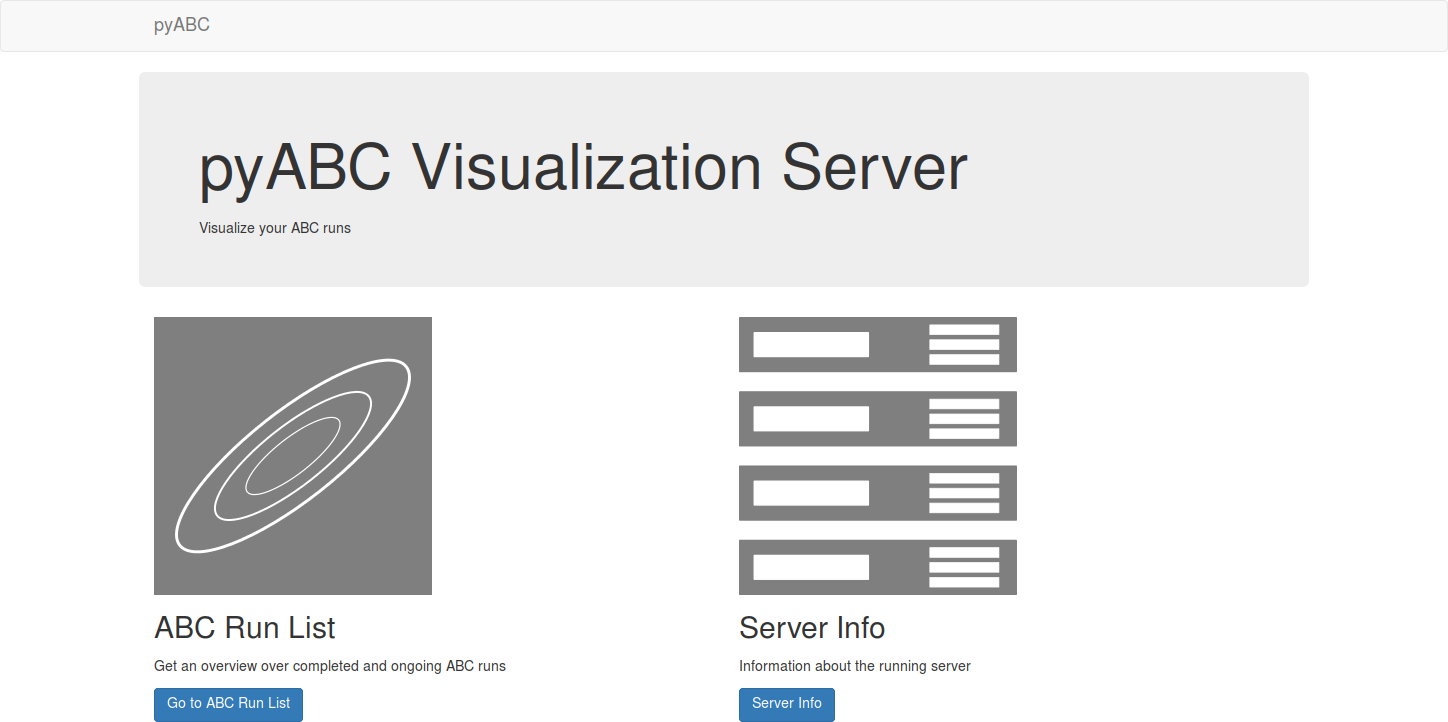 pyABC
pyABC Visualization Server
Visualize your ABC runs
ABC Run List
Get an overview over completed and ongoing ABC runs
Go to ABC Run List
Server Info
Information about the running server
Server Info